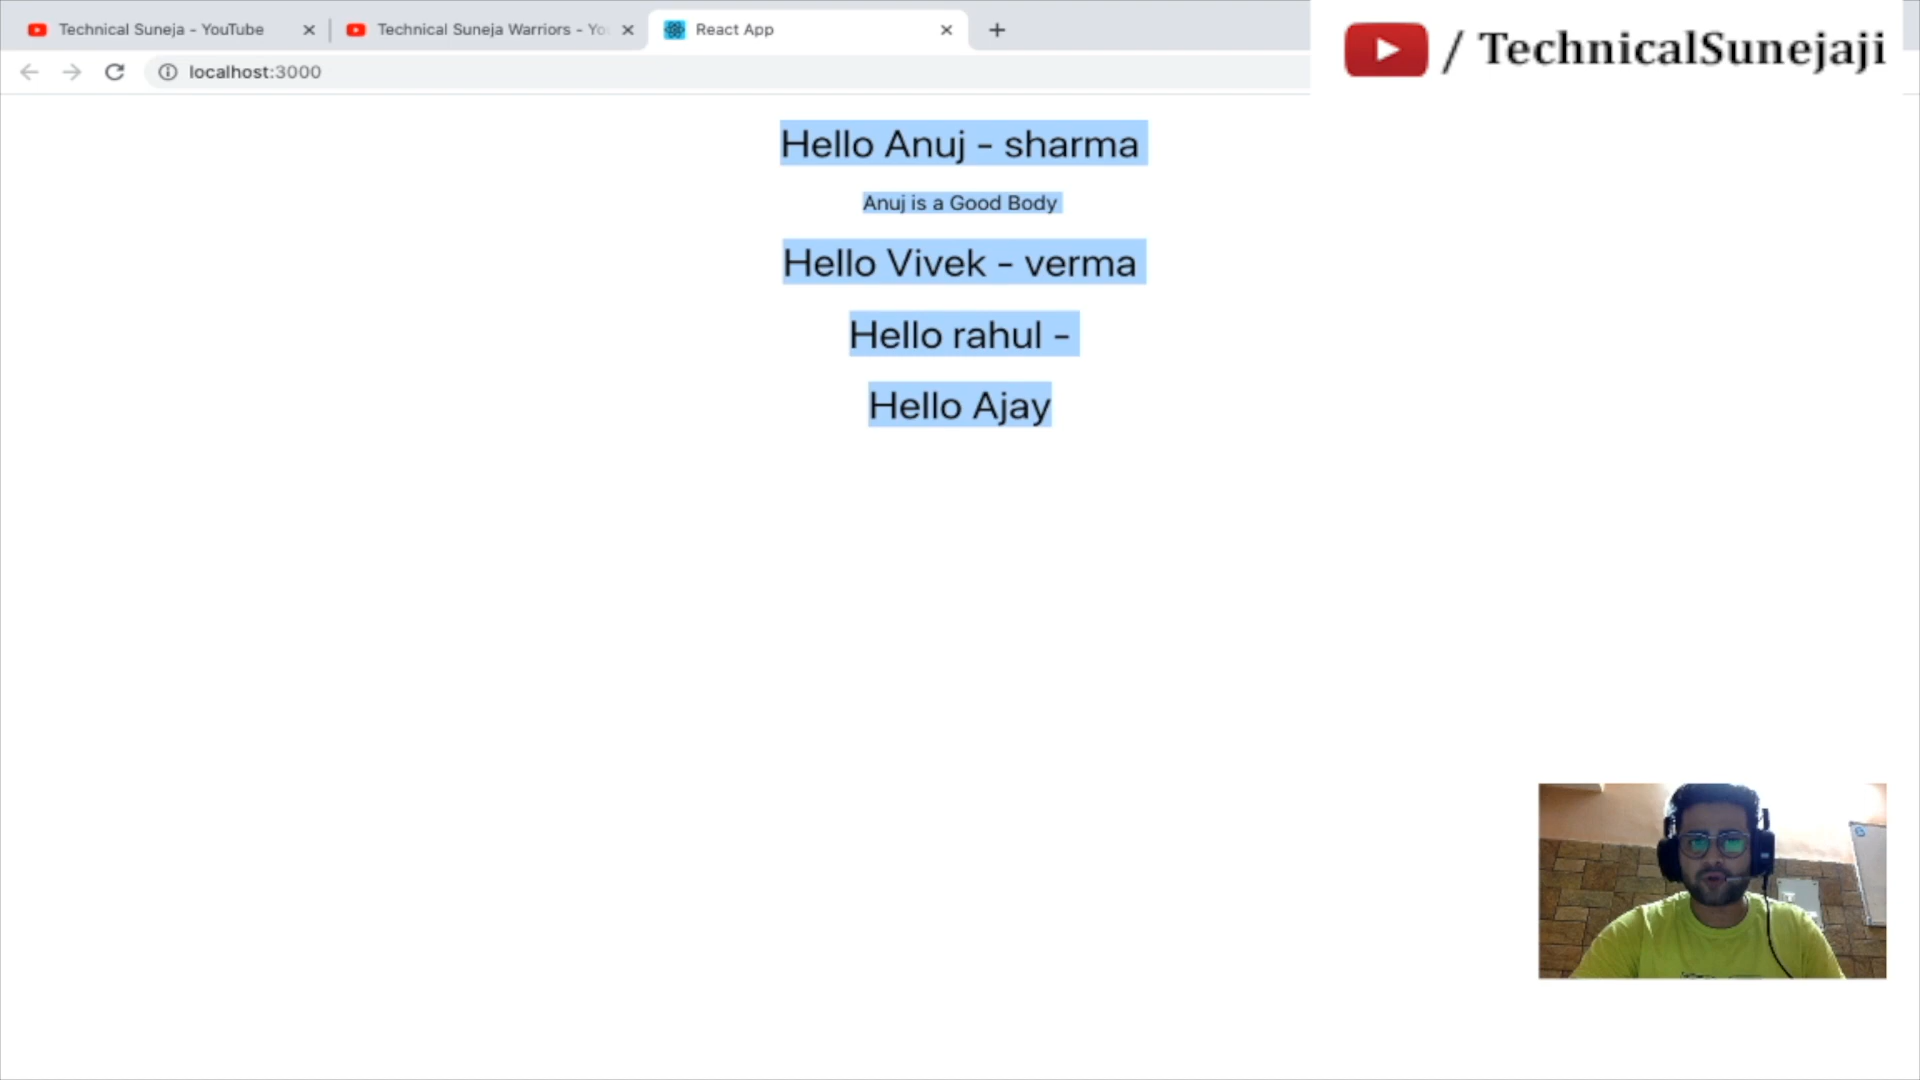 Technical Suneja - YouTube
Technical Suneja Warriors - Yo
React App
/ TechnicalSunejaji
localhost:3000
Hello Anuj - sharma
Anuj is a Good Body
Hello Vivek - verma
Hello rahul -
Hello Ajay